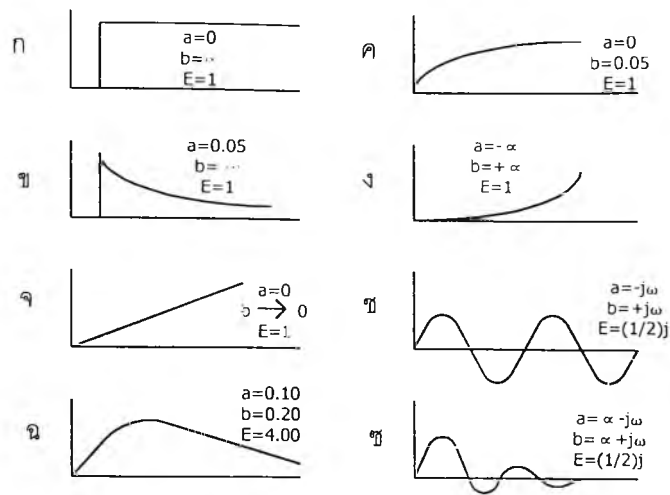 ก
a=0
b=∞
E=1
ค
a=0
b=0.05
E=1
ข
a=0.05
b=∞
E=1
ง
a=-∝
b=+∝
E=1
จ
a=0
b → 0
E=1
ช
a=-jω
b=+jω
E=(1/2)j
ฉ
a=0.10
b=0.20
E=4.00
ซ
a=∝ -jω
b=∝ +jω
E=(1/2)j